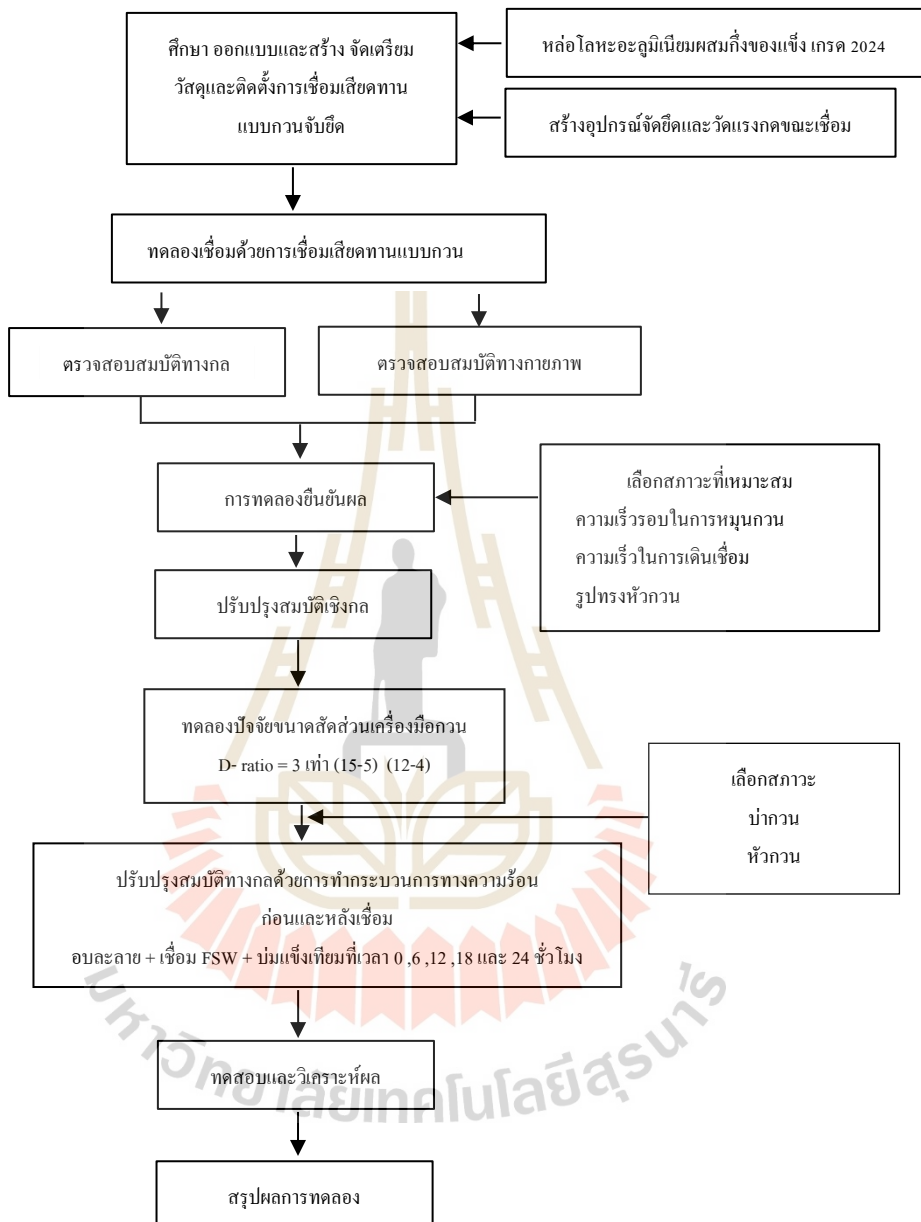 ศึกษา ออกแบบและสร้าง จัดเตรียม
วัสดุและติดตั้งการเชื่อมเสียดทาน
แบบกวนจับยึด
หล่อโลหะอะลูมิเนียมผสมกึ่งของแข็ง เกรด 2024
สร้างอุปกรณ์จัดยึดและวัดแรงกดขณะเชื่อม
ทดลองเชื่อมด้วยการเชื่อมเสียดทานแบบกวน
ตรวจสอบสมบัติทางกล
ตรวจสอบสมบัติทางกายภาพ
การทดลองยืนยันผล
เลือกสภาวะที่เหมาะสม
ความเร็วรอบในการหมุนกวน
ความเร็วในการเดินเชื่อม
รูปทรงหัวกวน
ปรับปรุงสมบัติเชิงกล
ทดลองปัจจัยขนาดสัดส่วนเครื่องมือกวน
D- ratio = 3 เท่า (15-5) (12-4)
เลือกสภาวะ
บ่ากวน
หัวกวน
ปรับปรุงสมบัติทางกลด้วยการทำกระบวนการทางความร้อน
ก่อนและหลังเชื่อม
อบละลาย + เชื่อม FSW + บ่มแข็งเทียมที่เวลา 0 ,6 ,12 ,18 และ 24 ชั่วโมง
ทดสอบและวิเคราะห์ผล
มหาวิทยาลัยเทคโนโลยีสุรนารี
สรุปผลการทดลอง